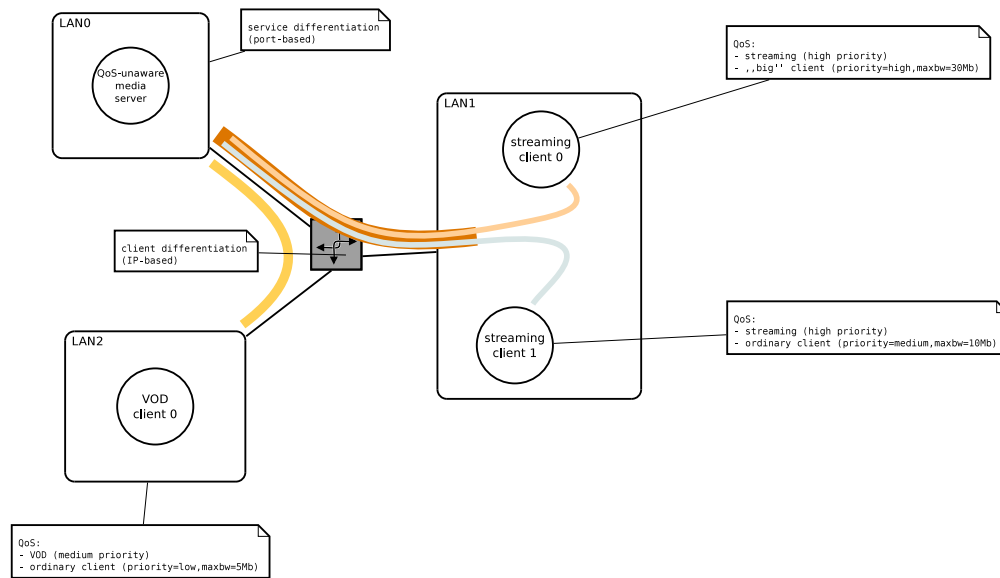 LAN0
QoS-unaware
media
server
service differentiation
(port-based)
QoS:
- streaming (high priority)
- ,,big'' client (priority=high,maxbw=30Mb)
LAN1
streaming
client 0
client differentiation
(IP-based)
streaming
client 1
QoS:
- streaming (high priority)
- ordinary client (priority=medium,maxbw=10Mb)
LAN2
VOD
client 0
QoS:
- VOD (medium priority)
- ordinary client (priority=low,maxbw=5Mb)